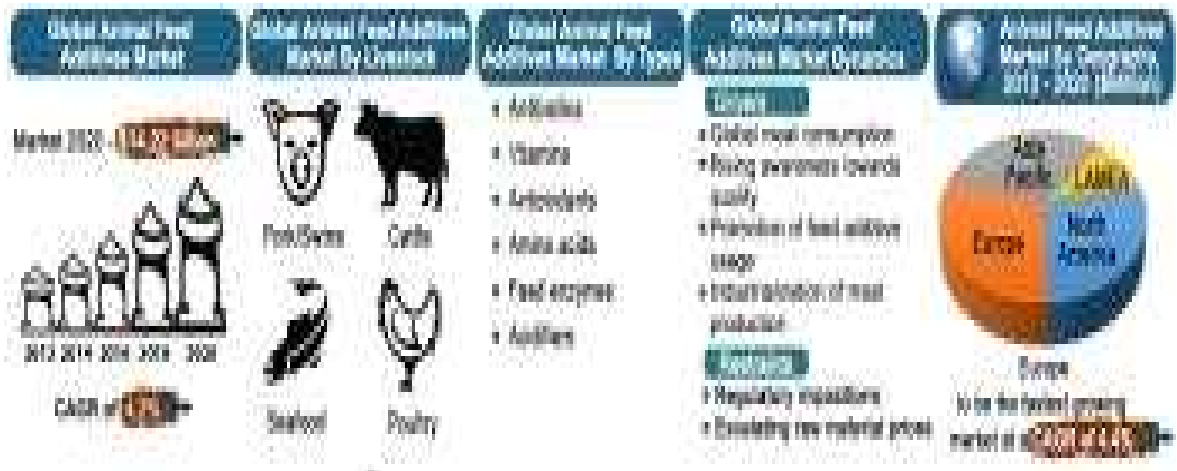 Global Animal Feed
Additives Market
Market 2020 -
2013 2014 2016 2018 2020
CAGR of
Global Animal Feed Additives
Market By Livestock
Pork/Swine
Cattle
Seafood
Poultry
Global Animal Feed
Additives Market By Types
• Antibiotics
• Vitamins
• Antioxidants
• Amino acids
• Feed enzymes
• Acidifiers
Global Animal Feed
Additives Market Dynamics
Drivers
• Global meat consumption
• Rising awareness towards
quality
• Promotion of feed additive
usage
• Industrialisation of meat
production
Restraints
• Regulatory impositions
• Escalating raw material prices
Animal Feed Additives
Market By Geography
Asia
Pacific
LAMEA
Europe
North
America
Europe
to be the fastest growing
market at a